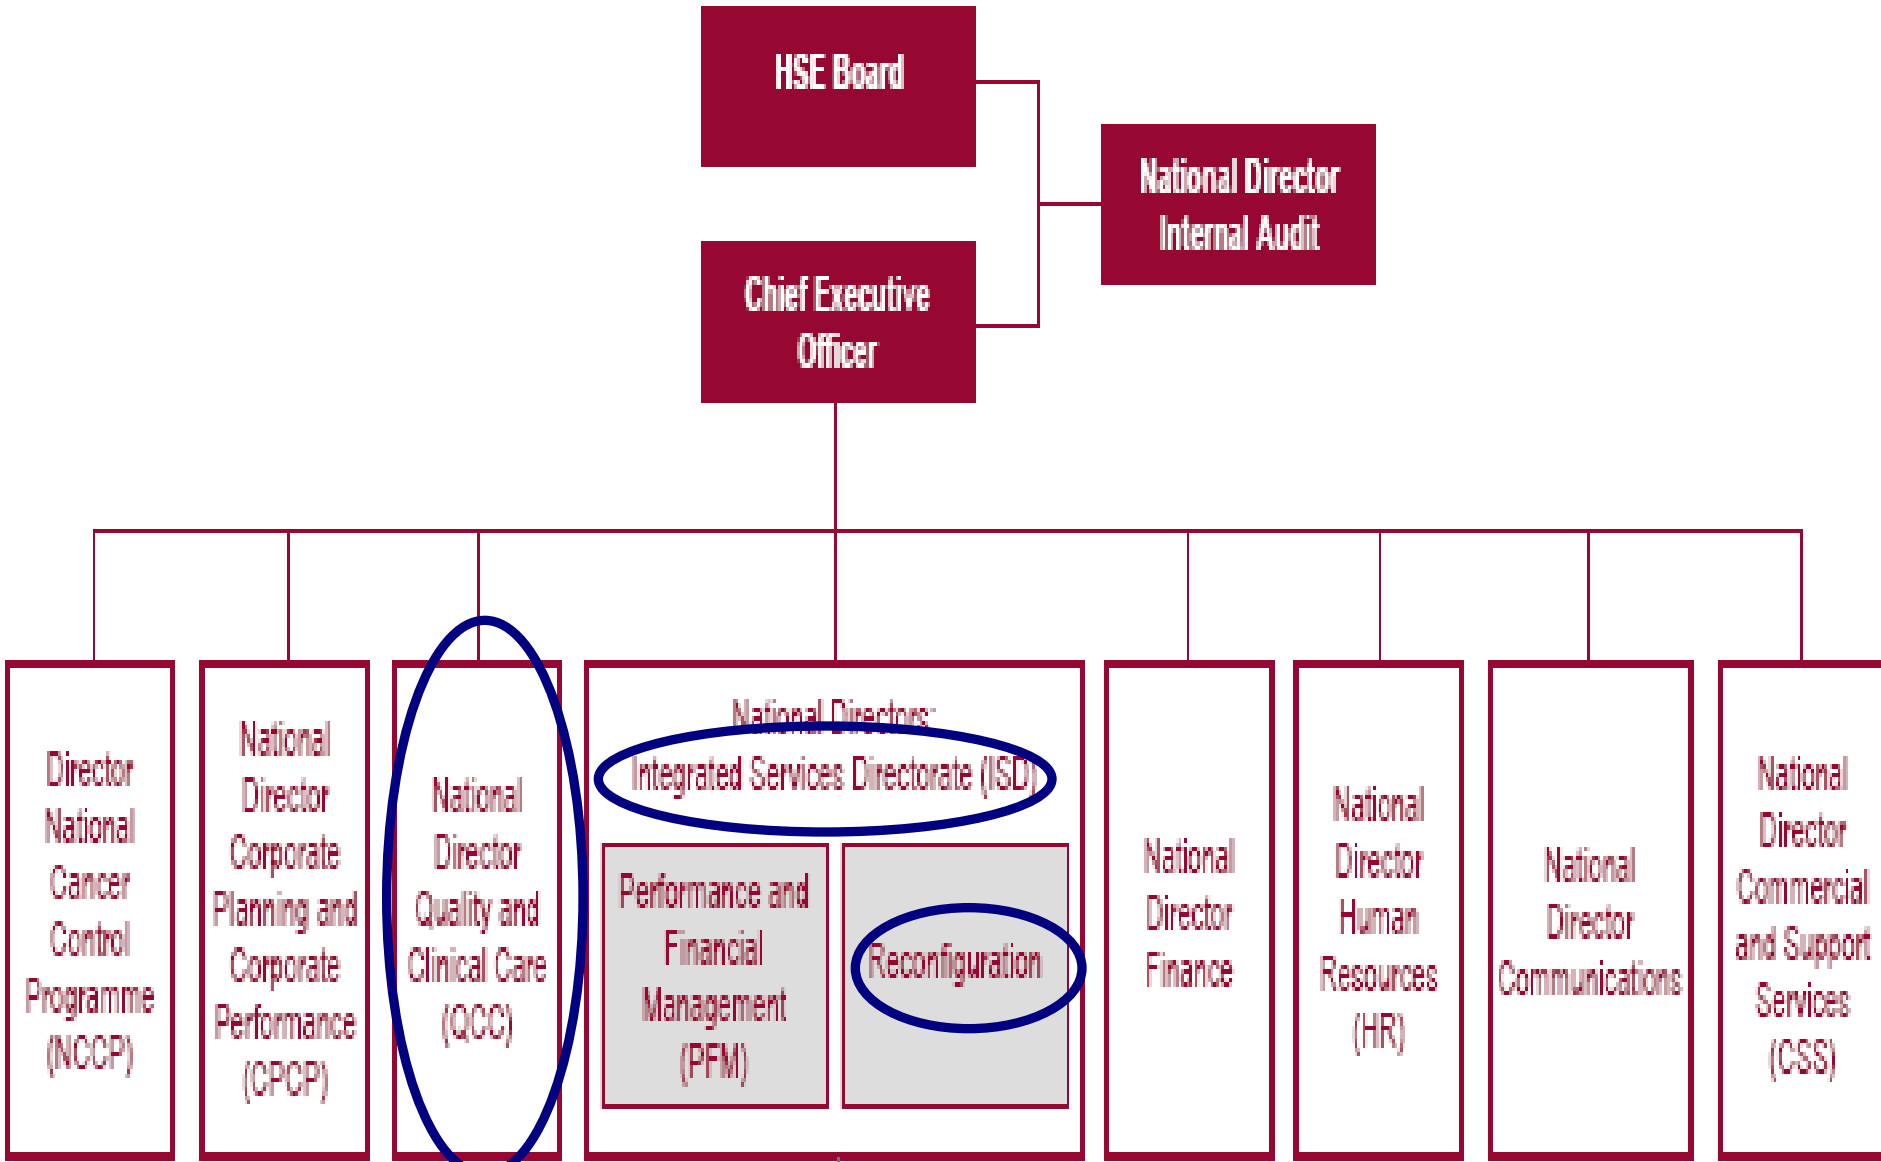 HSE Board
National Director
Internal Audit
Chief Executive
Officer
Director
National
Cancer
Control
Programme
(NCCP)
National
Director
Corporate
Planning and
Corporate
Performance
(CPCP)
National
Director
Quality and
Clinical Care
(QCC)
National Directors:
Integrated Services Directorate (ISD)
Performance and
Financial
Management
(PFM)
Reconfiguration
National
Director
Finance
National
Director
Human
Resources
(HR)
National
Director
Communications
National
Director
Commercial
and Support
Services
(CSS)